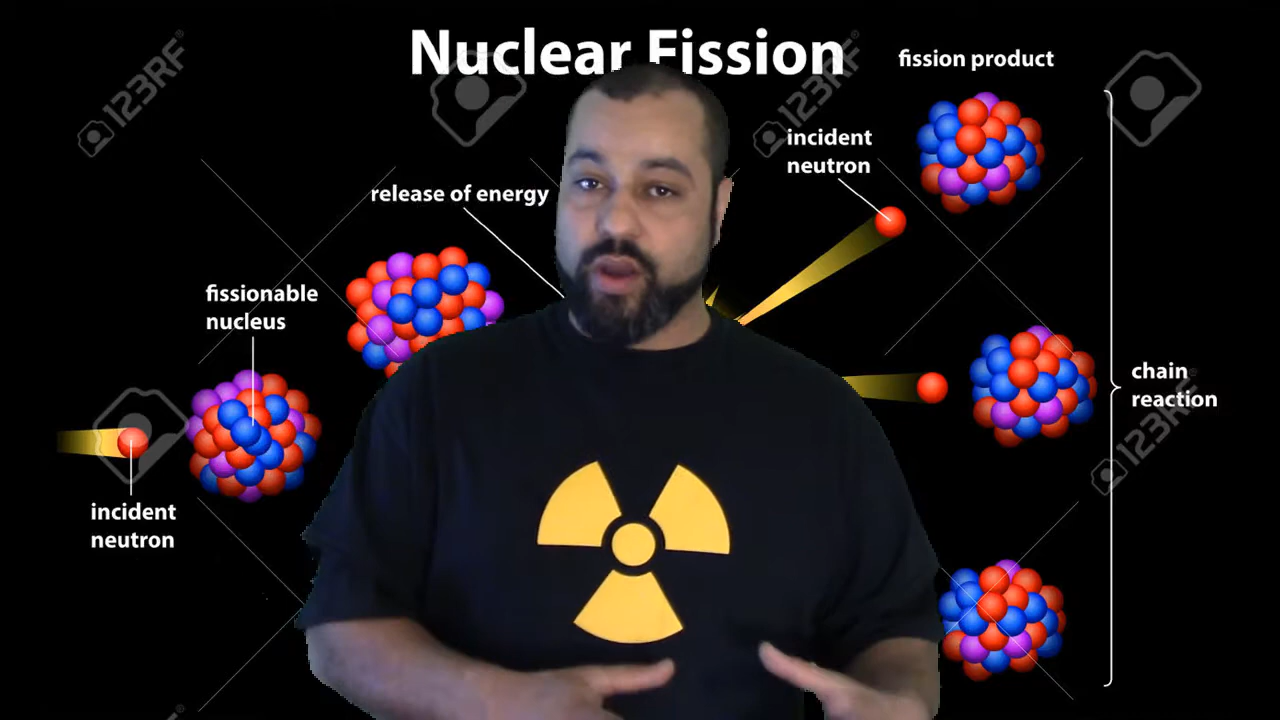 Nuclear Fission
fission product
incident
neutron
release of energy
fissionable
nucleus
chain
reaction
incident
neutron
123RF
123RF
123RF